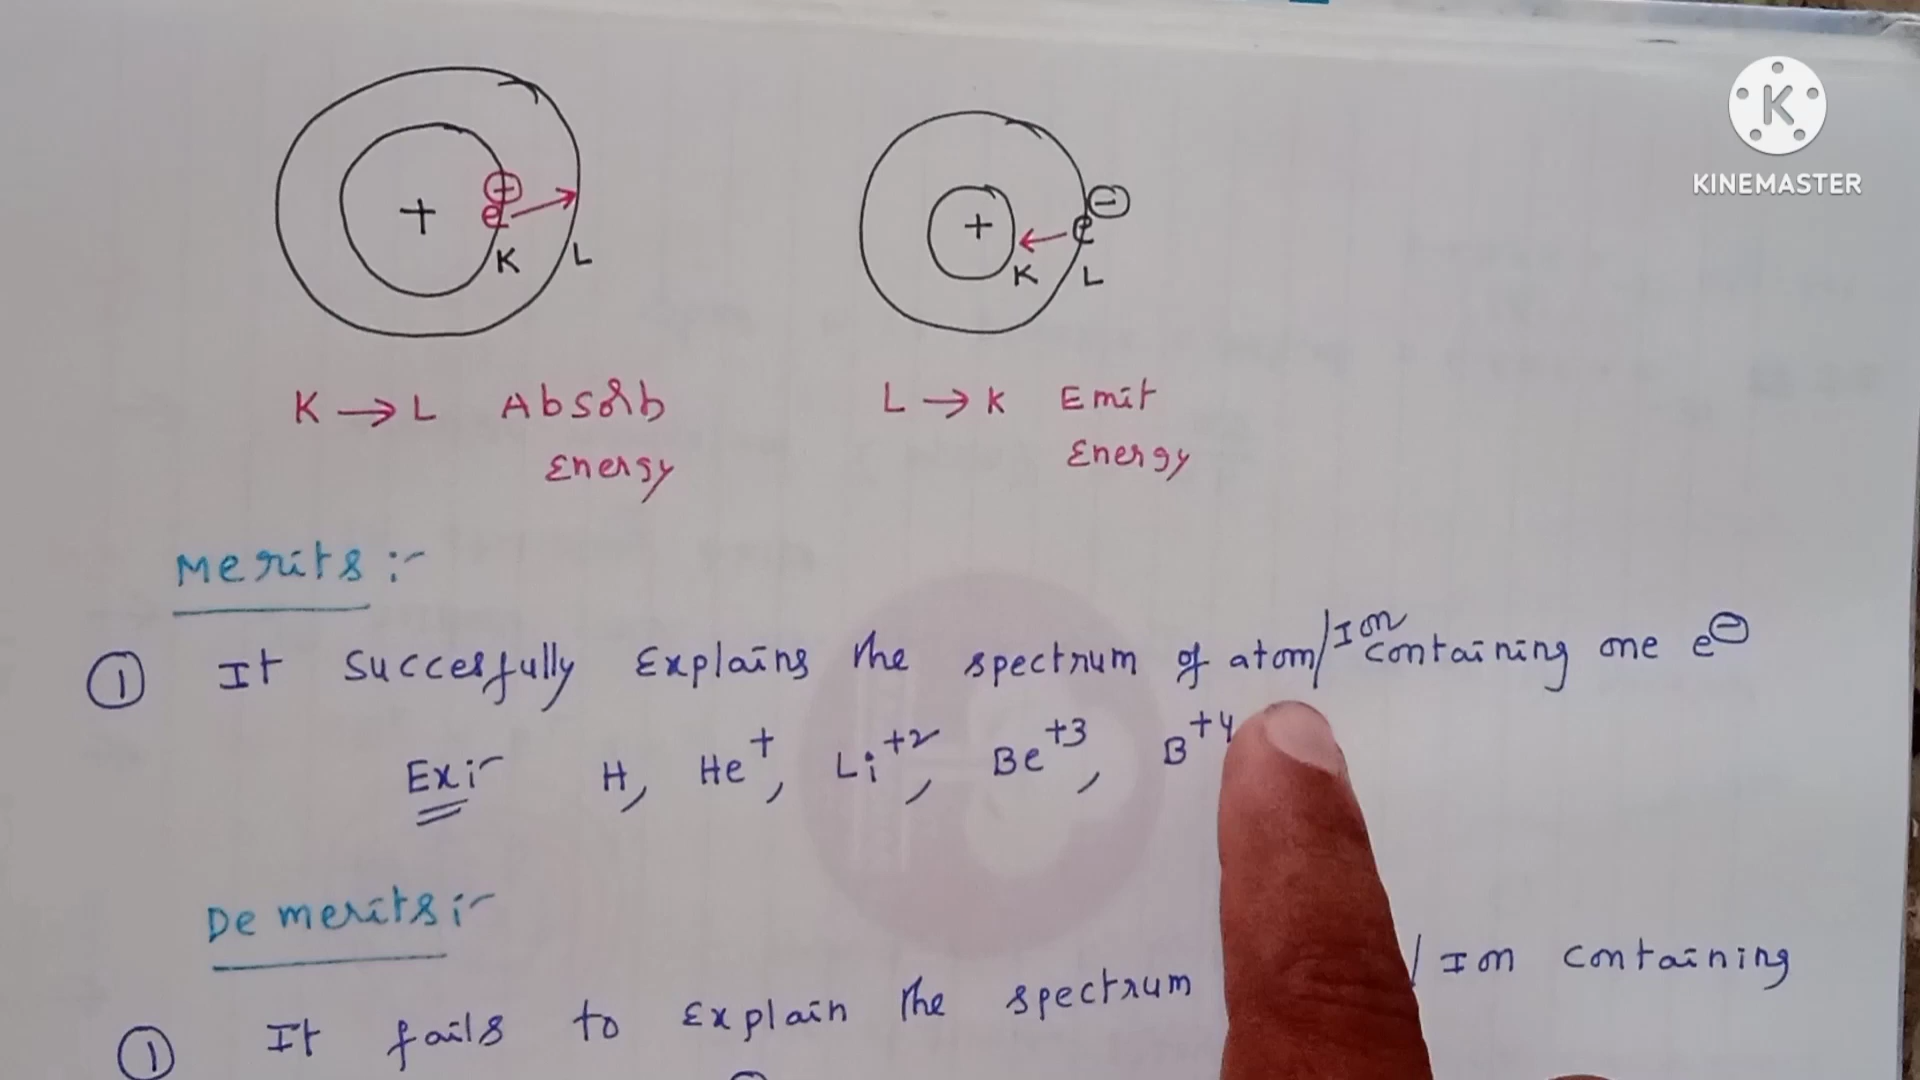 + e⊖ K L
+ e⊖ K L
K → L Absorb
Energy
L → K Emit
Energy
Merits :-
① It Succesfully Explains the spectrum of atom/Ion containing one e⊖
Ex:- H, He⁺, Li⁺², Be⁺³, B⁺⁴
Demerits :-
① It fails to Explain the spectrum / Ion containing
K
KINEMASTER